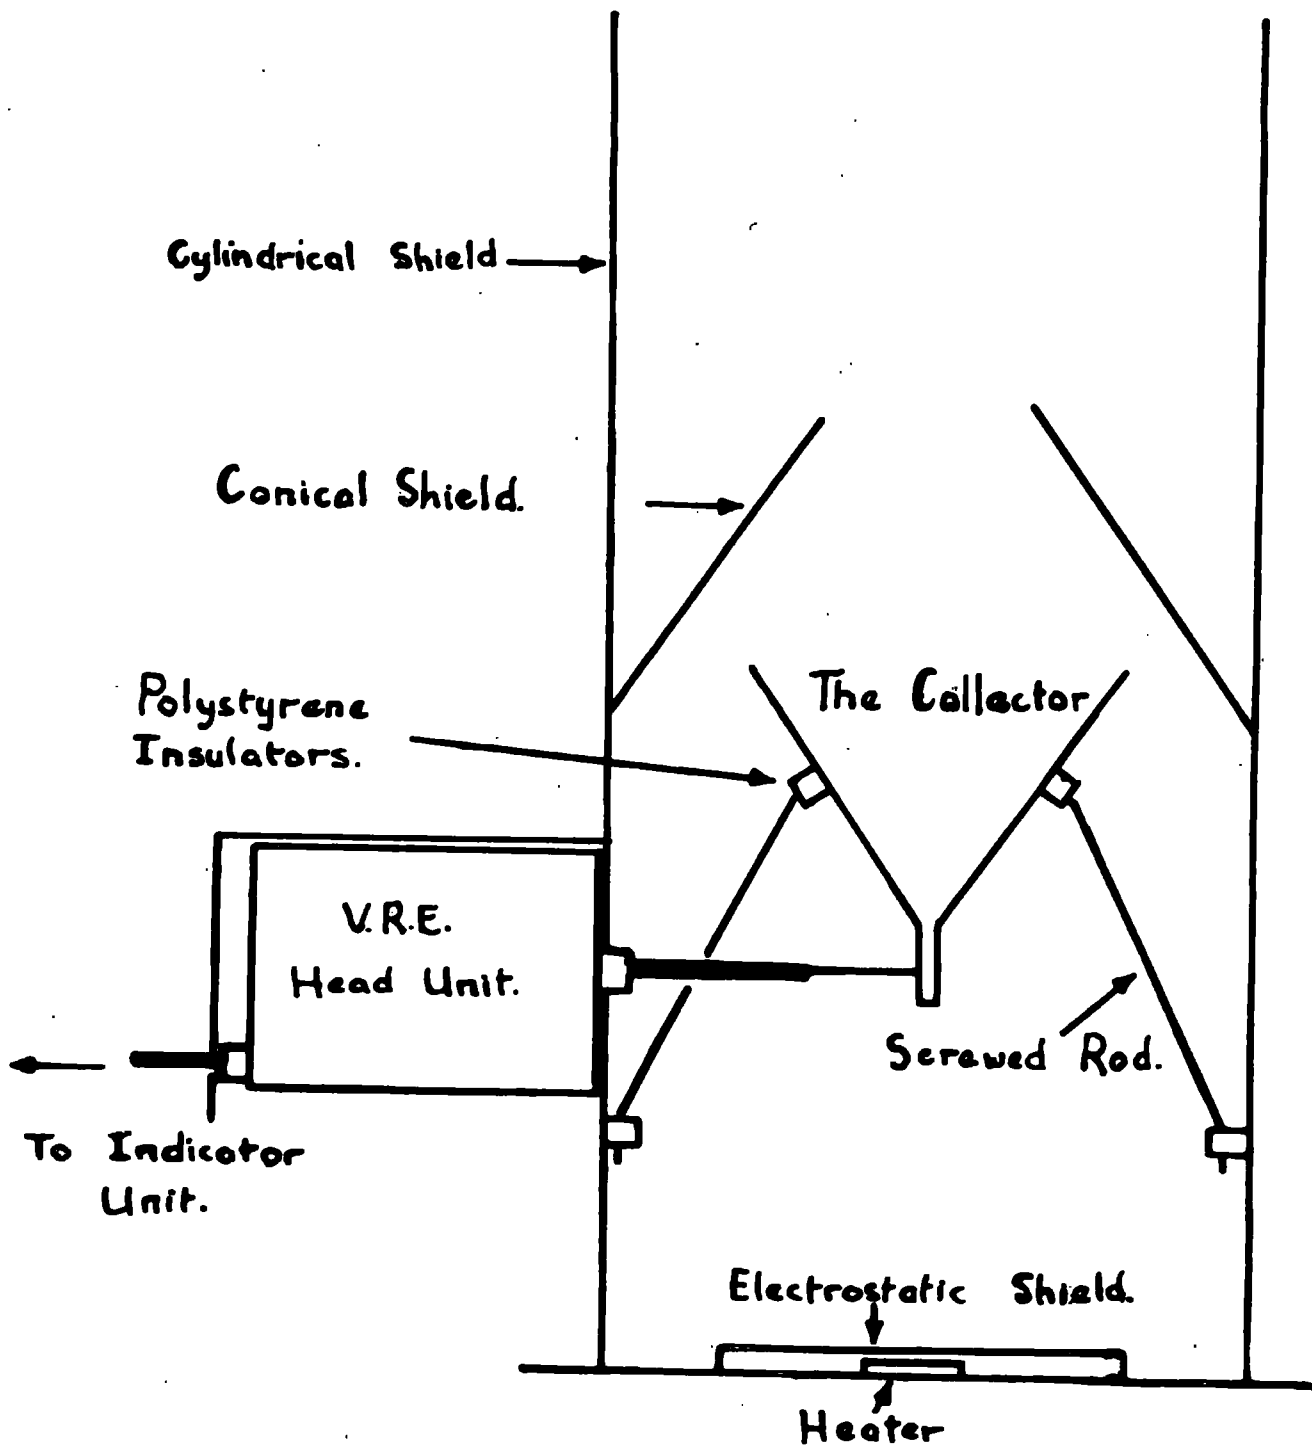 Cylindrical Shield
Conical Shield.
Polystyrene
Insulators.
The Collector
V.R.E.
Head Unit.
Screwed Rod.
To Indicator
Unit.
Electrostatic Shield.
Heater